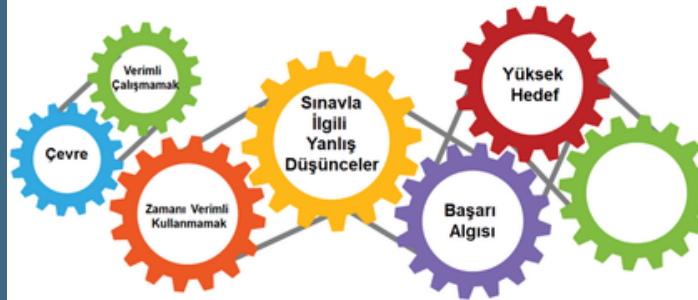 Verimli
Çalışmamak
Çevre
Zamanı Verimli
Kullanmamak
Sınavla
İlgili
Yanlış
Düşünceler
Başarı
Algısı
Yüksek
Hedef